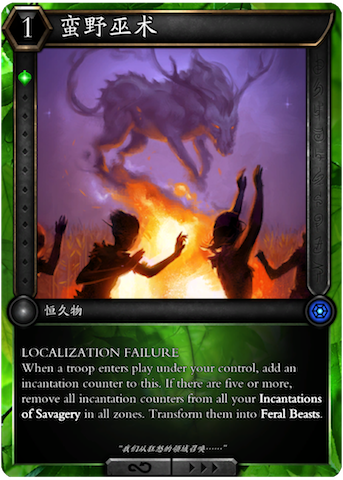 1 蛮野巫术
恒久物
LOCALIZATION FAILURE
When a troop enters play under your control, add an
incantation counter to this. If there are five or more,
remove all incantation counters from all your Incantations
of Savagery in all zones. Transform them into Feral Beasts.
“我们从狂怒的领域召唤……”